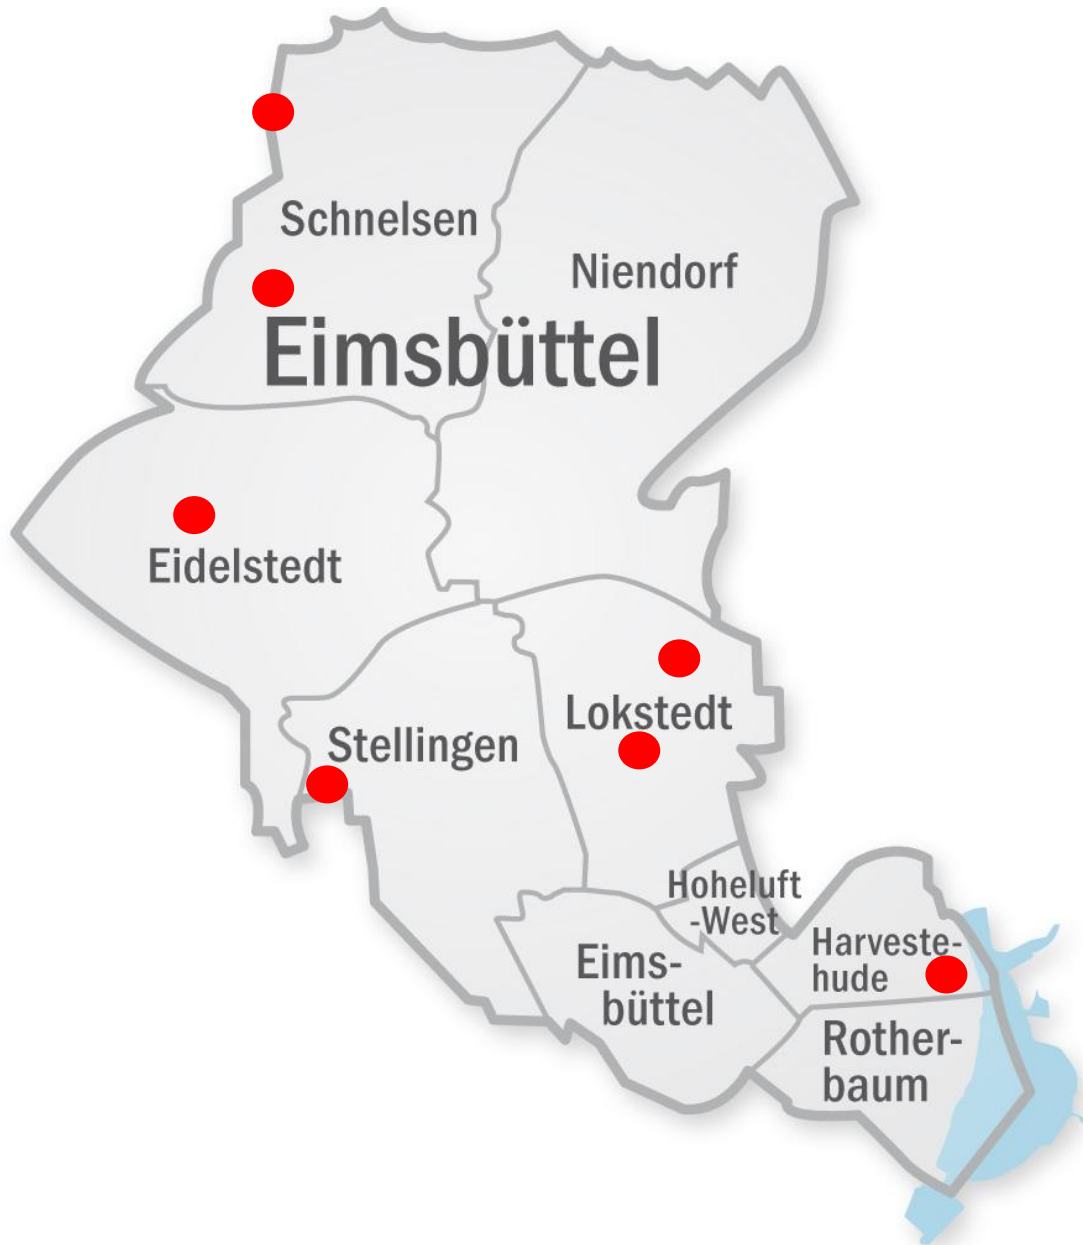 Schnelsen
Niendorf
Eimsbüttel
Eidelstedt
Lokstedt
Stellingen
Hoheluft
-West
Harveste-
hude
Eims-
büttel
Rother-
baum